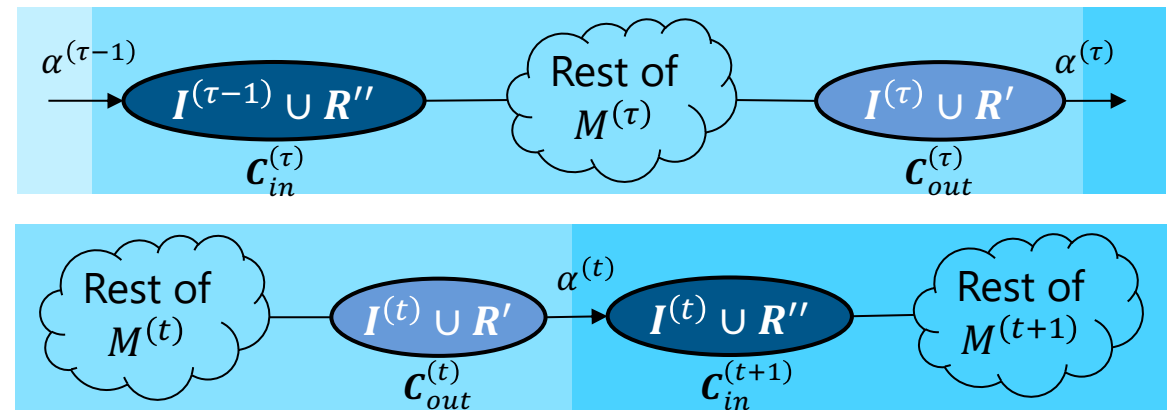 α^(τ−1)
I^(τ−1) ∪ R''
C_in^(τ)
Rest of
M^(τ)
I^(τ) ∪ R'
C_out^(τ)
α^(τ)
Rest of
M^(t)
I^(t) ∪ R'
C_out^(t)
α^(t)
I^(t) ∪ R''
C_in^(t+1)
Rest of
M^(t+1)